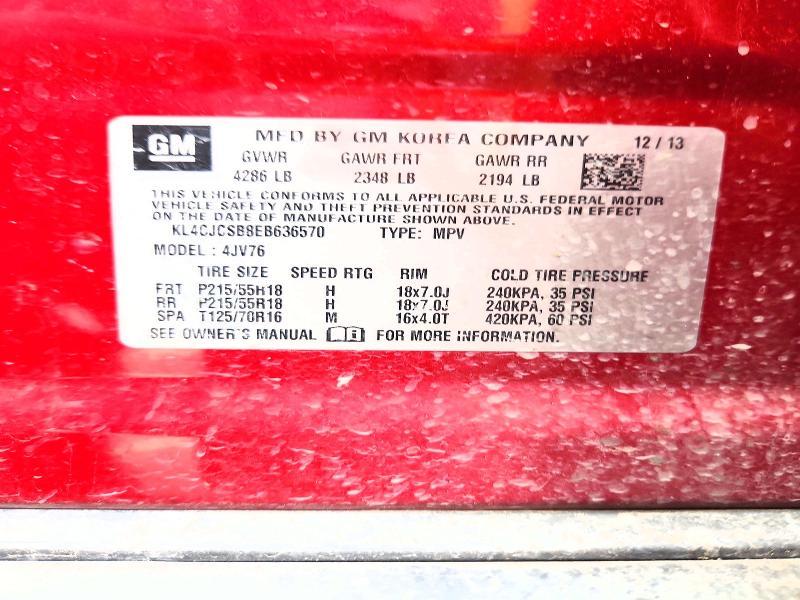 GM MFD BY GM KOREA COMPANY 12/13
GVWR GAWR FRT GAWR RR
4286 LB 2348 LB 2194 LB
THIS VEHICLE CONFORMS TO ALL APPLICABLE U.S. FEDERAL MOTOR
VEHICLE SAFETY AND THEFT PREVENTION STANDARDS IN EFFECT
ON THE DATE OF MANUFACTURE SHOWN ABOVE.
KL4CJCSB8EB636570 TYPE: MPV
MODEL: 4JV76
TIRE SIZE SPEED RTG RIM COLD TIRE PRESSURE
FRT P215/55R18 H 18x7.0J 240KPA, 35 PSI
RR P215/55R18 H 18x7.0J 240KPA, 35 PSI
SPA T125/70R16 M 16x4.0T 420KPA, 60 PSI
SEE OWNER'S MANUAL FOR MORE INFORMATION.